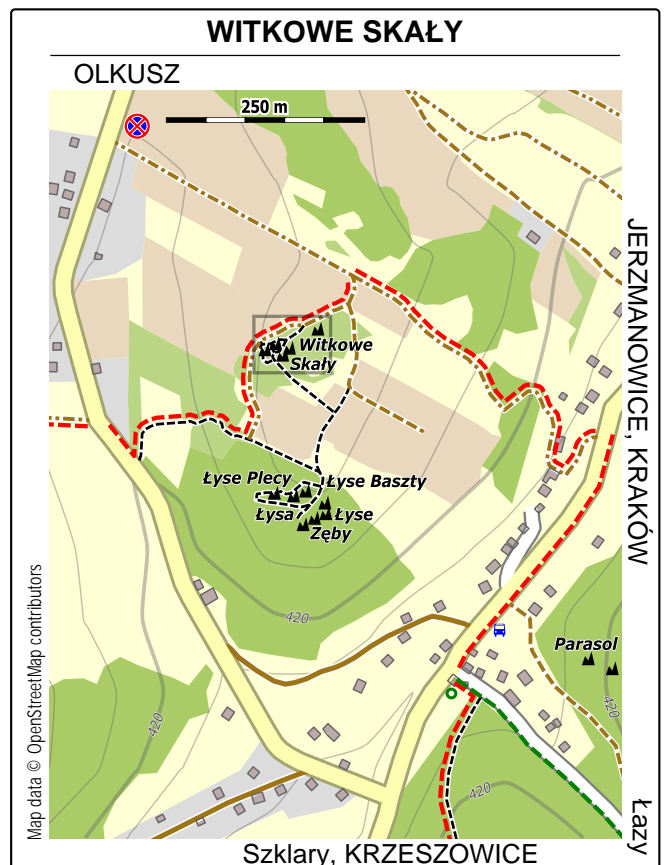 WITKOWE SKAŁY
OLKUSZ
250 m
JERZMANOWICE, KRAKÓW
Witkowe
Skały
Łyse Plecy
Łyse Baszty
Łysa
Łyse
Zęby
420
Parasol
420
420
420
Map data © OpenStreetMap contributors
Łazy
Szklary, KRZESZOWICE